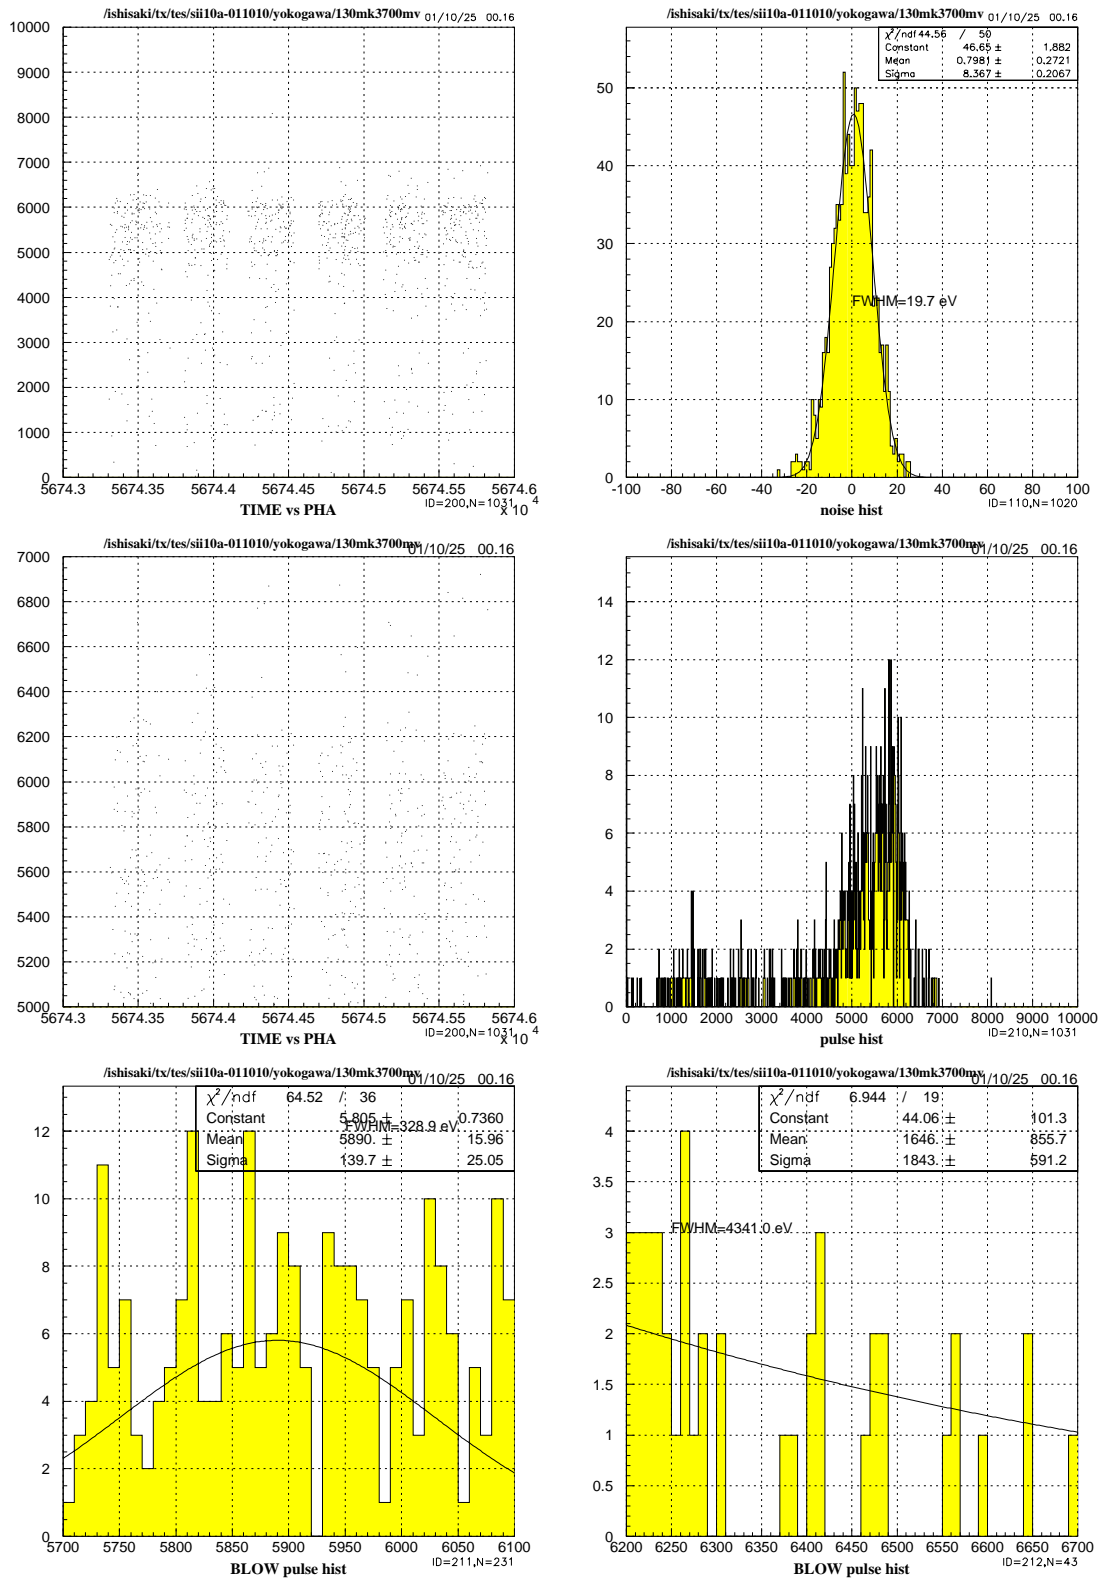 /ishisaki/tx/tes/sii10a-011010/yokogawa/130mk3700mv 01/10/25 00.16
10000
9000
8000
7000
6000
5000
4000
3000
2000
1000
0
5674.3 5674.35 5674.4 5674.45 5674.5 5674.55 5674.6
x 10 4
ID=200,N=1031
TIME vs PHA
/ishisaki/tx/tes/sii10a-011010/yokogawa/130mk3700mv 01/10/25 00.16
χ²/ndf 44.56 / 50
Constant 46.65 ± 1.882
Mean 0.7981 ± 0.2721
Sigma 8.367 ± 0.2067
50
40
30
20
10
0
FWHM=19.7 eV
-100 -80 -60 -40 -20 0 20 40 60 80 100
ID=110,N=1020
noise hist
/ishisaki/tx/tes/sii10a-011010/yokogawa/130mk3700mv 01/10/25 00.16
7000
6800
6600
6400
6200
6000
5800
5600
5400
5200
5000
5674.3 5674.35 5674.4 5674.45 5674.5 5674.55 5674.6
x 10 4
ID=200,N=1031
TIME vs PHA
/ishisaki/tx/tes/sii10a-011010/yokogawa/130mk3700mv 01/10/25 00.16
14
12
10
8
6
4
2
0
0 1000 2000 3000 4000 5000 6000 7000 8000 9000 10000
ID=210,N=1031
pulse hist
/ishisaki/tx/tes/sii10a-011010/yokogawa/130mk3700mv 01/10/25 00.16
χ²/ndf 64.52 / 36
Constant 5.805 ± 0.7360
FWHM=328.9 eV
Mean 5890. ± 15.96
Sigma 139.7 ± 25.05
12
10
8
6
4
2
0
5700 5750 5800 5850 5900 5950 6000 6050 6100
ID=211,N=231
BLOW pulse hist
/ishisaki/tx/tes/sii10a-011010/yokogawa/130mk3700mv 01/10/25 00.16
χ²/ndf 6.944 / 19
Constant 44.06 ± 101.3
Mean 1646. ± 855.7
Sigma 1843. ± 591.2
4
3.5
3
FWHM=4341.0 eV
2.5
2
1.5
1
0.5
0
6200 6250 6300 6350 6400 6450 6500 6550 6600 6650 6700
ID=212,N=43
BLOW pulse hist